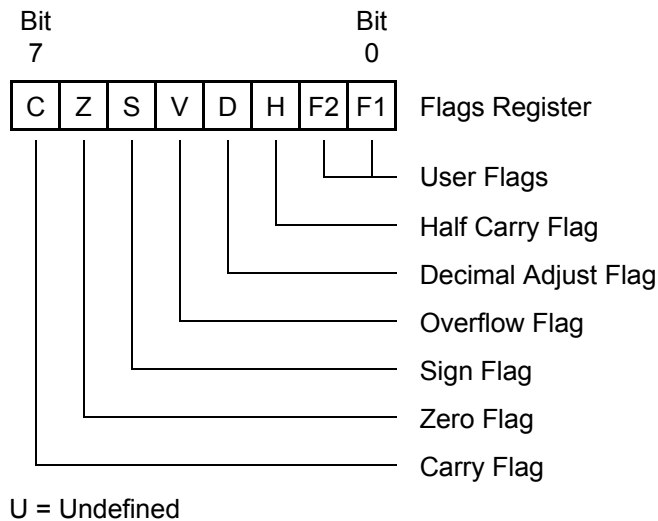 Bit Bit
7 0
C Z S V D H F2 F1 Flags Register
User Flags
Half Carry Flag
Decimal Adjust Flag
Overflow Flag
Sign Flag
Zero Flag
Carry Flag
U = Undefined